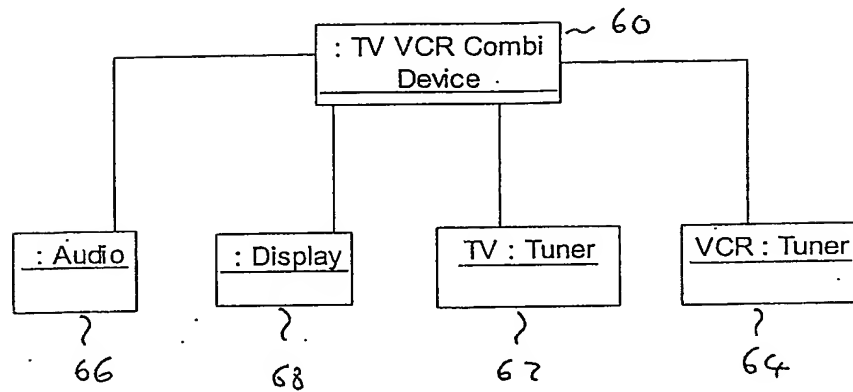 : TV VCR Combi
Device
60
: Audio
: Display
TV : Tuner
VCR : Tuner
66
68
62
64